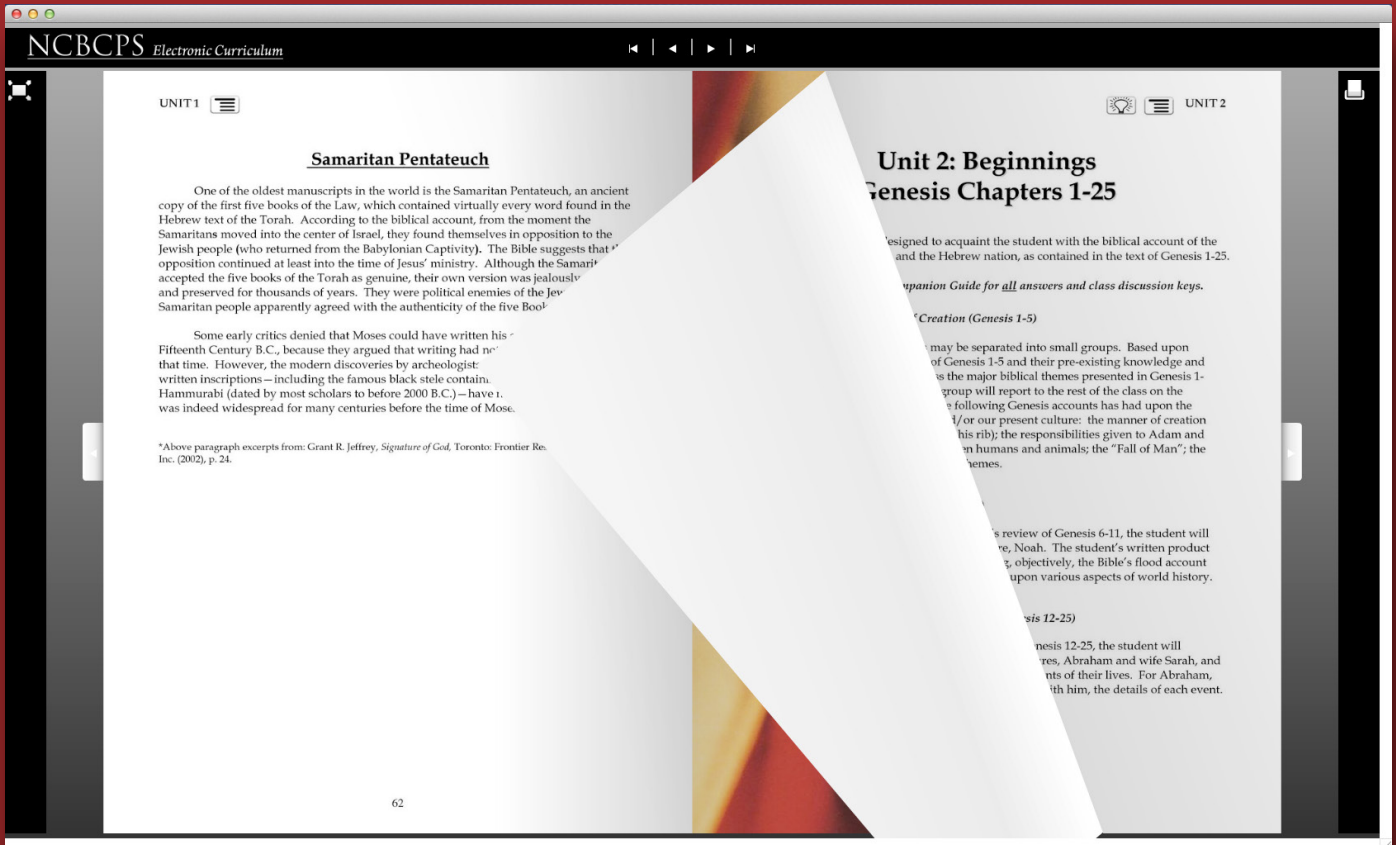 NCBCPS Electronic Curriculum
UNIT 1
Samaritan Pentateuch
One of the oldest manuscripts in the world is the Samaritan Pentateuch, an ancient
copy of the first five books of the Law, which contained virtually every word found in the
Hebrew text of the Torah. According to the biblical account, from the moment the
Samaritans moved into the center of Israel, they found themselves in opposition to the
Jewish people (who returned from the Babylonian Captivity). The Bible suggests that
opposition continued at least into the time of Jesus' ministry. Although the
accepted the five books of the Torah as genuine, their own version was jealously
and preserved for thousands of years. They were political enemies of the
Samaritan people apparently agreed with the authenticity of the five
Some early critics denied that Moses could have written his
Fifteenth Century B.C., because they argued that writing had
that time. However, the modern discoveries by
written inscriptions—including the famous black stele
Hammurabi (dated by most scholars to before 2000 B.C.)—have
was indeed widespread for many centuries before the time of
*Above paragraph excerpts from: Grant R. Jeffrey, Signature of God, Toronto: Frontier
Inc. (2002), p. 24.
62
UNIT 2
Unit 2: Beginnings
Genesis Chapters 1-25
designed to acquaint the student with the biblical account of the
and the Hebrew nation, as contained in the text of Genesis 1-25.
Guide for all answers and class discussion keys.
Creation (Genesis 1-5)
may be separated into small groups. Based upon
of Genesis 1-5 and their pre-existing knowledge and
the major biblical themes presented in Genesis 1-
group will report to the rest of the class on the
following Genesis accounts has had upon the
/or our present culture: the manner of creation
his rib); the responsibilities given to Adam and
humans and animals; the "Fall of Man"; the
review of Genesis 6-11, the student will
Noah. The student's written product
objectively, the Bible's flood account
upon various aspects of world history.
12-25)
12-25, the student will
Abraham and wife Sarah, and
of their lives. For Abraham,
with him, the details of each event.